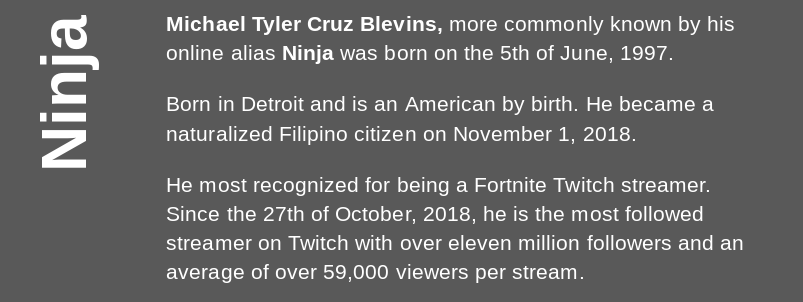 Ninja
Michael Tyler Cruz Blevins, more commonly known by his
online alias Ninja was born on the 5th of June, 1997.
Born in Detroit and is an American by birth. He became a
naturalized Filipino citizen on November 1, 2018.
He most recognized for being a Fortnite Twitch streamer.
Since the 27th of October, 2018, he is the most followed
streamer on Twitch with over eleven million followers and an
average of over 59,000 viewers per stream.